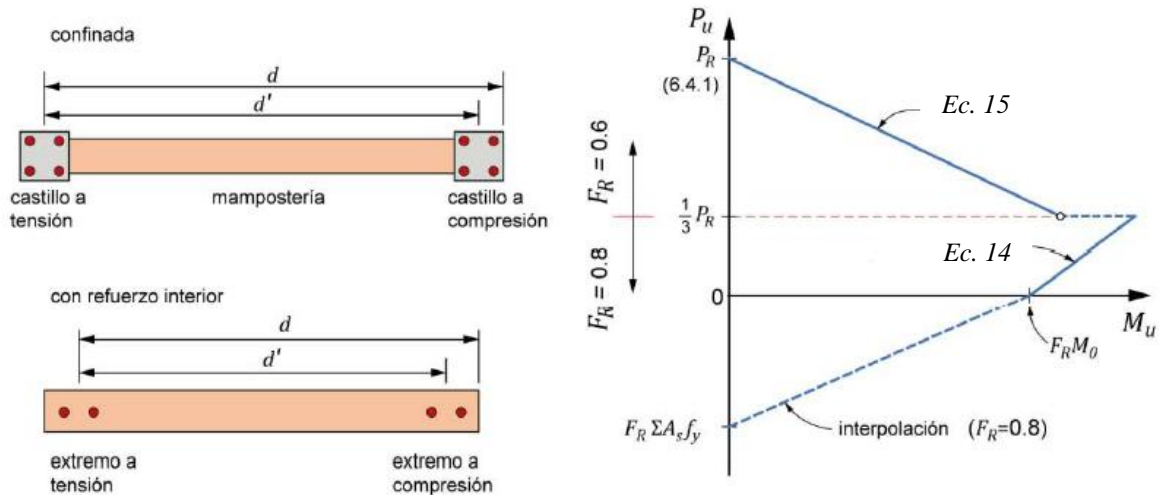 confinada
d
d'
castillo a
tensión
mampostería
castillo a
compresión
con refuerzo interior
d
d'
extremo a
tensión
extremo a
compresión
P_u
P_R
(6.4.1)
Ec. 15
F_R = 0.6
1/3 P_R
F_R = 0.8
Ec. 14
0
M_u
F_R M_0
F_R ΣA_s f_y
interpolación (F_R=0.8)